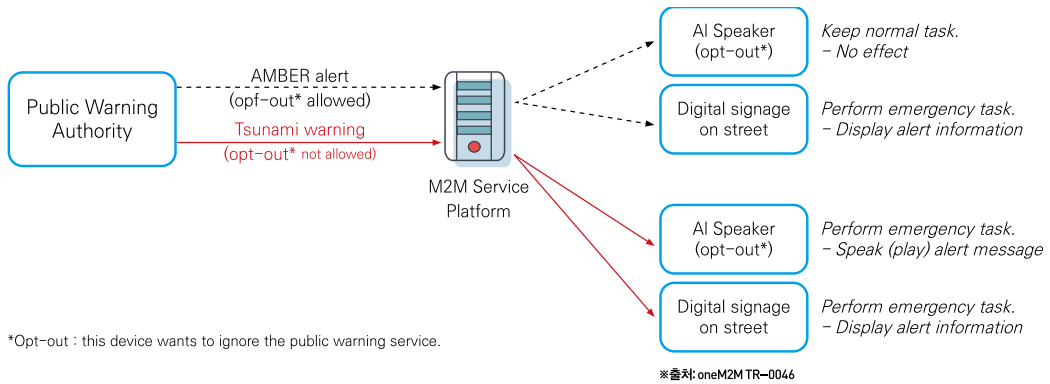 Public Warning
Authority
AMBER alert
(opf-out* allowed)
Tsunami warning
(opt-out* not allowed)
M2M Service
Platform
AI Speaker
(opt-out*)
Keep normal task.
– No effect
Digital signage
on street
Perform emergency task.
– Display alert information
AI Speaker
(opt-out*)
Perform emergency task.
– Speak (play) alert message
Digital signage
on street
Perform emergency task.
– Display alert information
*Opt-out : this device wants to ignore the public warning service.
※출처: oneM2M TR–0046